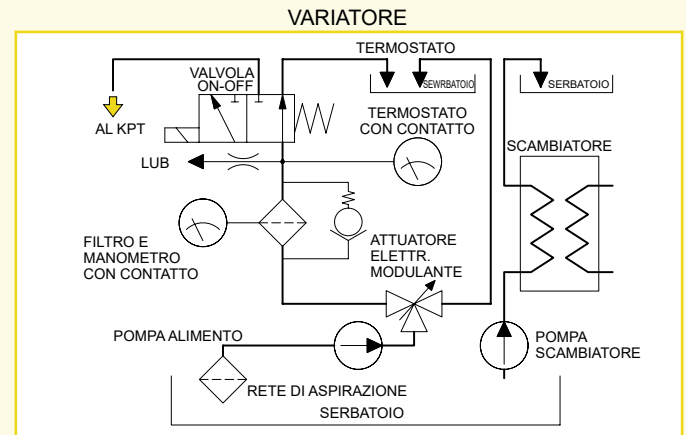 VARIATORE
TERMOSTATO
VALVOLA
ON-OFF
SEWRBATOIO
SERBATOIO
AL KPT
TERMOSTATO
CON CONTATTO
SCAMBIATORE
LUB
FILTRO E
MANOMETRO
CON CONTATTO
ATTUATORE
ELETTR.
MODULANTE
POMPA ALIMENTO
POMPA
SCAMBIATORE
RETE DI ASPIRAZIONE
SERBATOIO